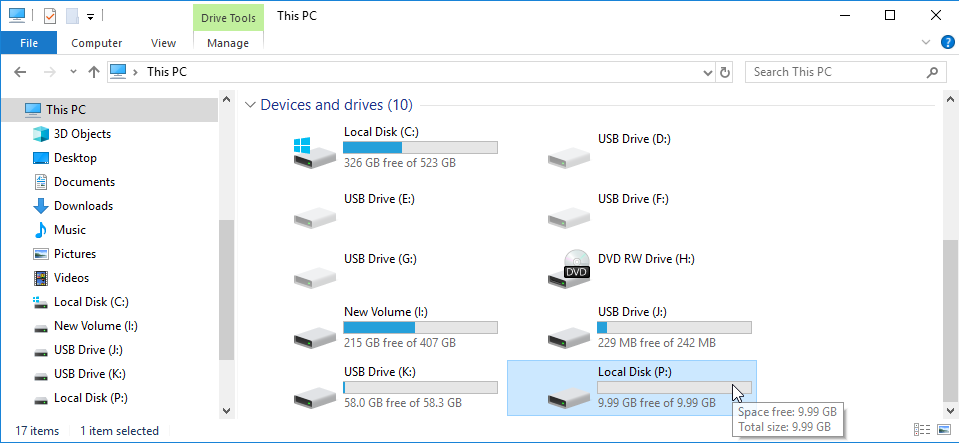 Drive Tools
This PC
File
Computer
View
Manage
This PC
Search This PC
This PC
3D Objects
Desktop
Documents
Downloads
Music
Pictures
Videos
Local Disk (C:)
New Volume (I:)
USB Drive (J:)
USB Drive (K:)
Local Disk (P:)
Devices and drives (10)
Local Disk (C:)
326 GB free of 523 GB
USB Drive (D:)
USB Drive (E:)
USB Drive (F:)
USB Drive (G:)
DVD
DVD RW Drive (H:)
New Volume (I:)
215 GB free of 407 GB
USB Drive (J:)
229 MB free of 242 MB
USB Drive (K:)
58.0 GB free of 58.3 GB
Local Disk (P:)
9.99 GB free of 9.99 GB
Space free: 9.99 GB
Total size: 9.99 GB
17 items
1 item selected